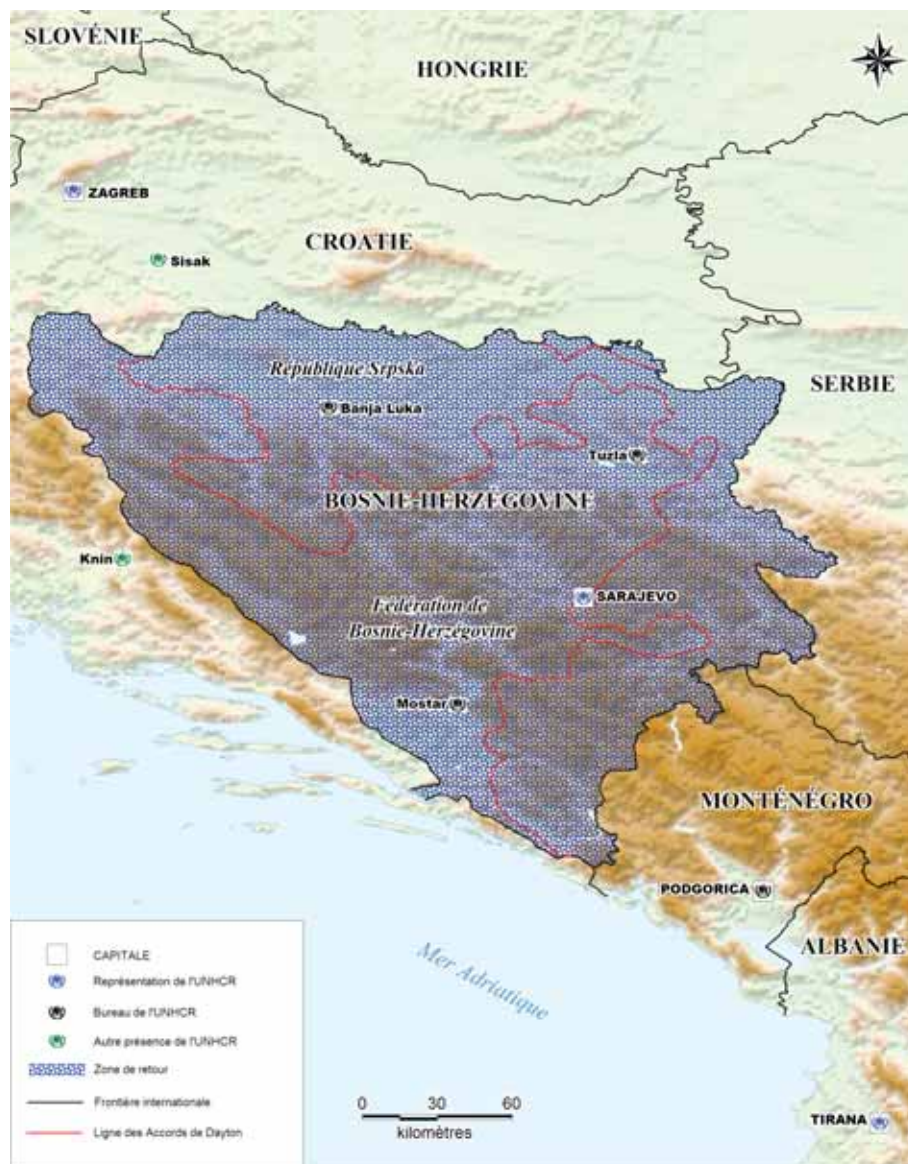 SLOVÉNIE
HONGRIE
ZAGREB
CROATIE
Sisak
République Srpska
SERBIE
Banja Luka
Tuzla
BOSNIE-HERZÉGOVINE
Knin
SARAJEVO
Fédération de
Bosnie-Herzégovine
Mostar
MONTÉNÉGRO
PODGORICA
ALBANIE
Mer Adriatique
CAPITALE
Représentation de l'UNHCR
Bureau de l'UNHCR
Autre présence de l'UNHCR
Zone de retour
Frontière internationale
Ligne des Accords de Dayton
0 30 60
kilomètres
TIRANA